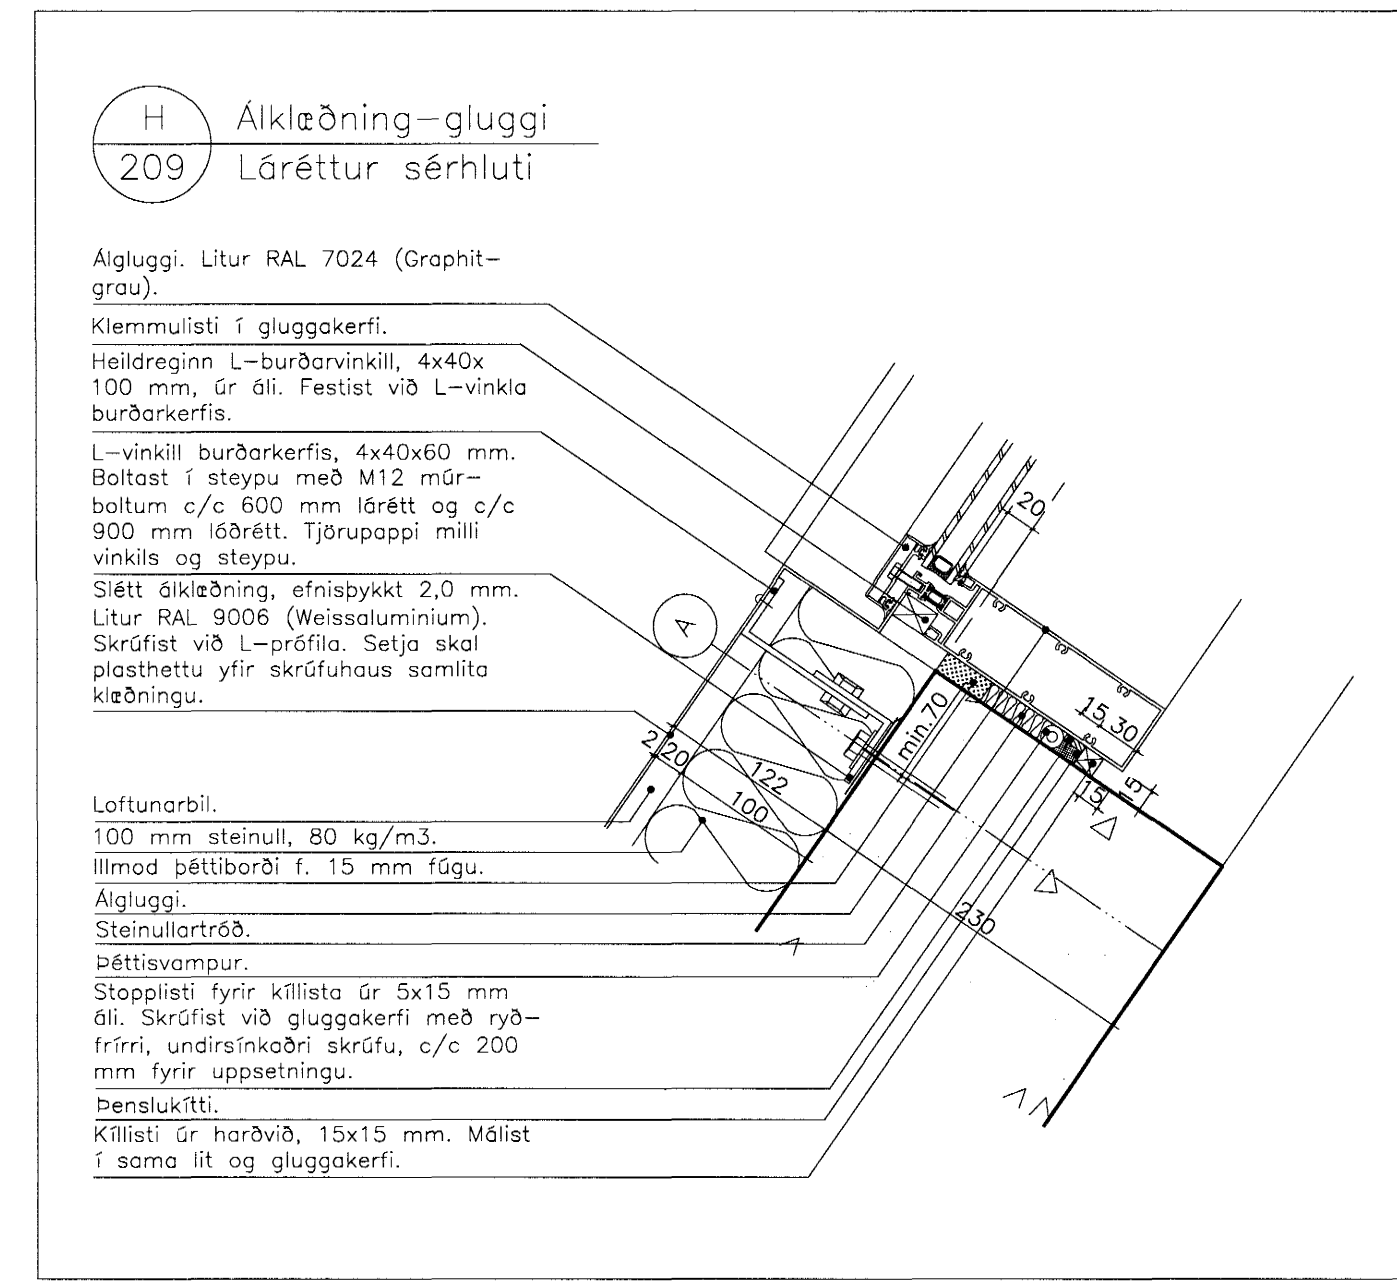 H
209
Álklæðning-gluggi
Láréttur sérhluti
Álgluggi. Litur RAL 7024 (Graphit-
grau).
Klemmulisti í gluggakerfi.
Heildreginn L-burðarvinkill, 4x40x
100 mm, úr áli. Festist við L-vinkla
burðarkerfis.
L-vinkill burðarkerfis, 4x40x60 mm.
Boltast í steypu með M12 múr-
boltum c/c 600 mm lárétt og c/c
900 mm lóðrétt. Tjörupappi milli
vinkils og steypu.
Slétt álklæðning, efnisþykkt 2,0 mm.
Litur RAL 9006 (Weissaluminium).
Skrúfist við L-prófíla. Setja skal
plasthettu yfir skrúfuhaus samlita
klæðningu.
Loftunarbil.
100 mm steinull, 80 kg/m3.
Illmod þéttiborði f. 15 mm fúgu.
Álgluggi.
Steinullartróð.
Þéttisvampur.
Stopplisti fyrir kíllista úr 5x15 mm
áli. Skrúfist við gluggakerfi með ryð-
frírri, undirsínkaðri skrúfu, c/c 200
mm fyrir uppsetningu.
Þenslukítti.
Kíllisti úr harðvið, 15x15 mm. Málist
í sama lit og gluggakerfi.
20
A
min.70
15,30
2,20
122
100
15
15
230